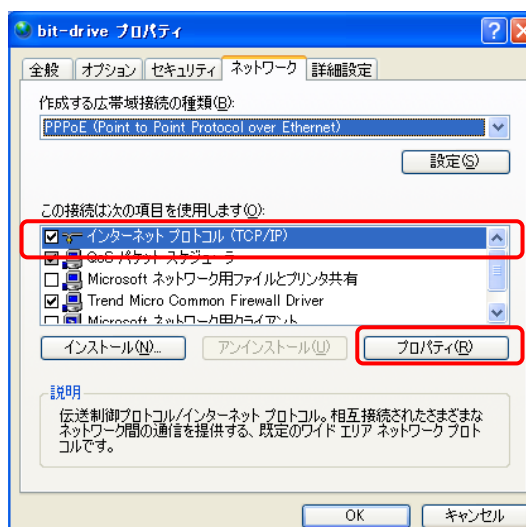 bit-drive プロパティ
全般 オプション セキュリティ ネットワーク 詳細設定
作成する広帯域接続の種類(B):
PPPoE (Point to Point Protocol over Ethernet)
設定(S)
この接続は次の項目を使用します(O):
インターネット プロトコル (TCP/IP)
QoS パケット スケジューラ
Microsoft ネットワーク用ファイルとプリンタ共有
Trend Micro Common Firewall Driver
Microsoft ネットワーク用クライアント
インストール(N)... アンインストール(U) プロパティ(R)
説明
伝送制御プロトコル/インターネット プロトコル。相互接続されたさまざまな
ネットワーク間の通信を提供する、既定のワイド エリア ネットワーク プロト
コルです。
OK キャンセル